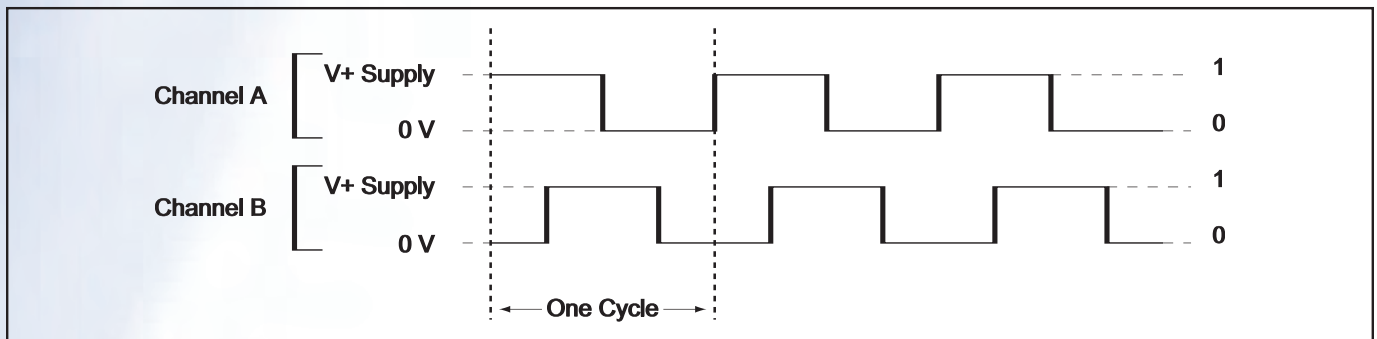 V+ Supply
1
Channel A
0 V
0
V+ Supply
1
Channel B
0 V
0
One Cycle